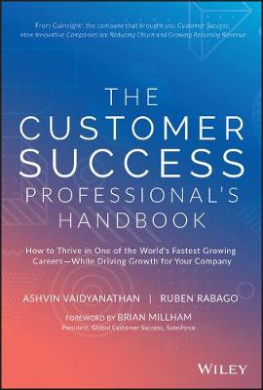 From Gainsight, the company that brought you Customer Success:
How Innovative Companies are Reducing Churn and Growing Recurring Revenue
THE
CUSTOMER
SUCCESS
PROFESSIONAL'S
HANDBOOK
How to Thrive in One of the World's Fastest Growing
Careers—While Driving Growth for Your Company
ASHVIN VAIDYANATHAN | RUBEN RABAGO
FOREWORD BY BRIAN MILLHAM
President, Global Customer Success, Salesforce
WILEY